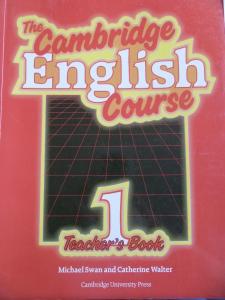 The
Cambridge
English
Course
1
Teacher's Book
Michael Swan and Catherine Walter
Cambridge University Press